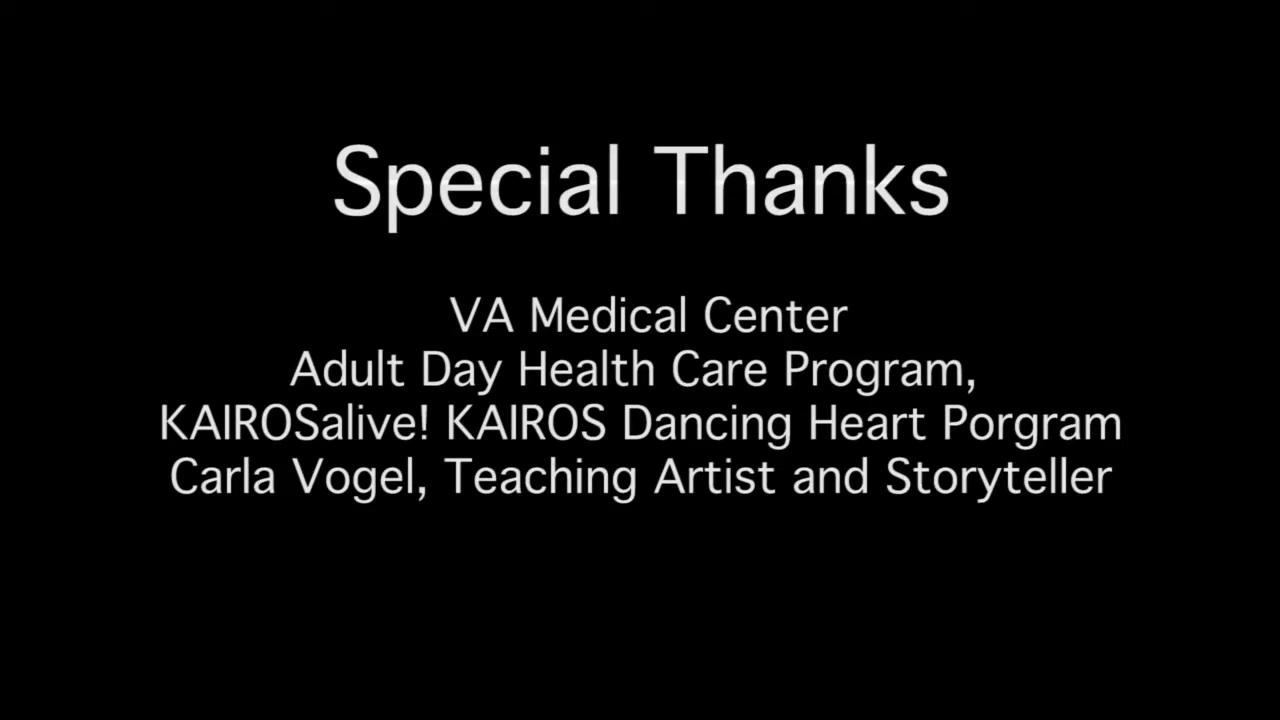 Special Thanks
VA Medical Center
Adult Day Health Care Program,
KAIROSalive! KAIROS Dancing Heart Porgram
Carla Vogel, Teaching Artist and Storyteller